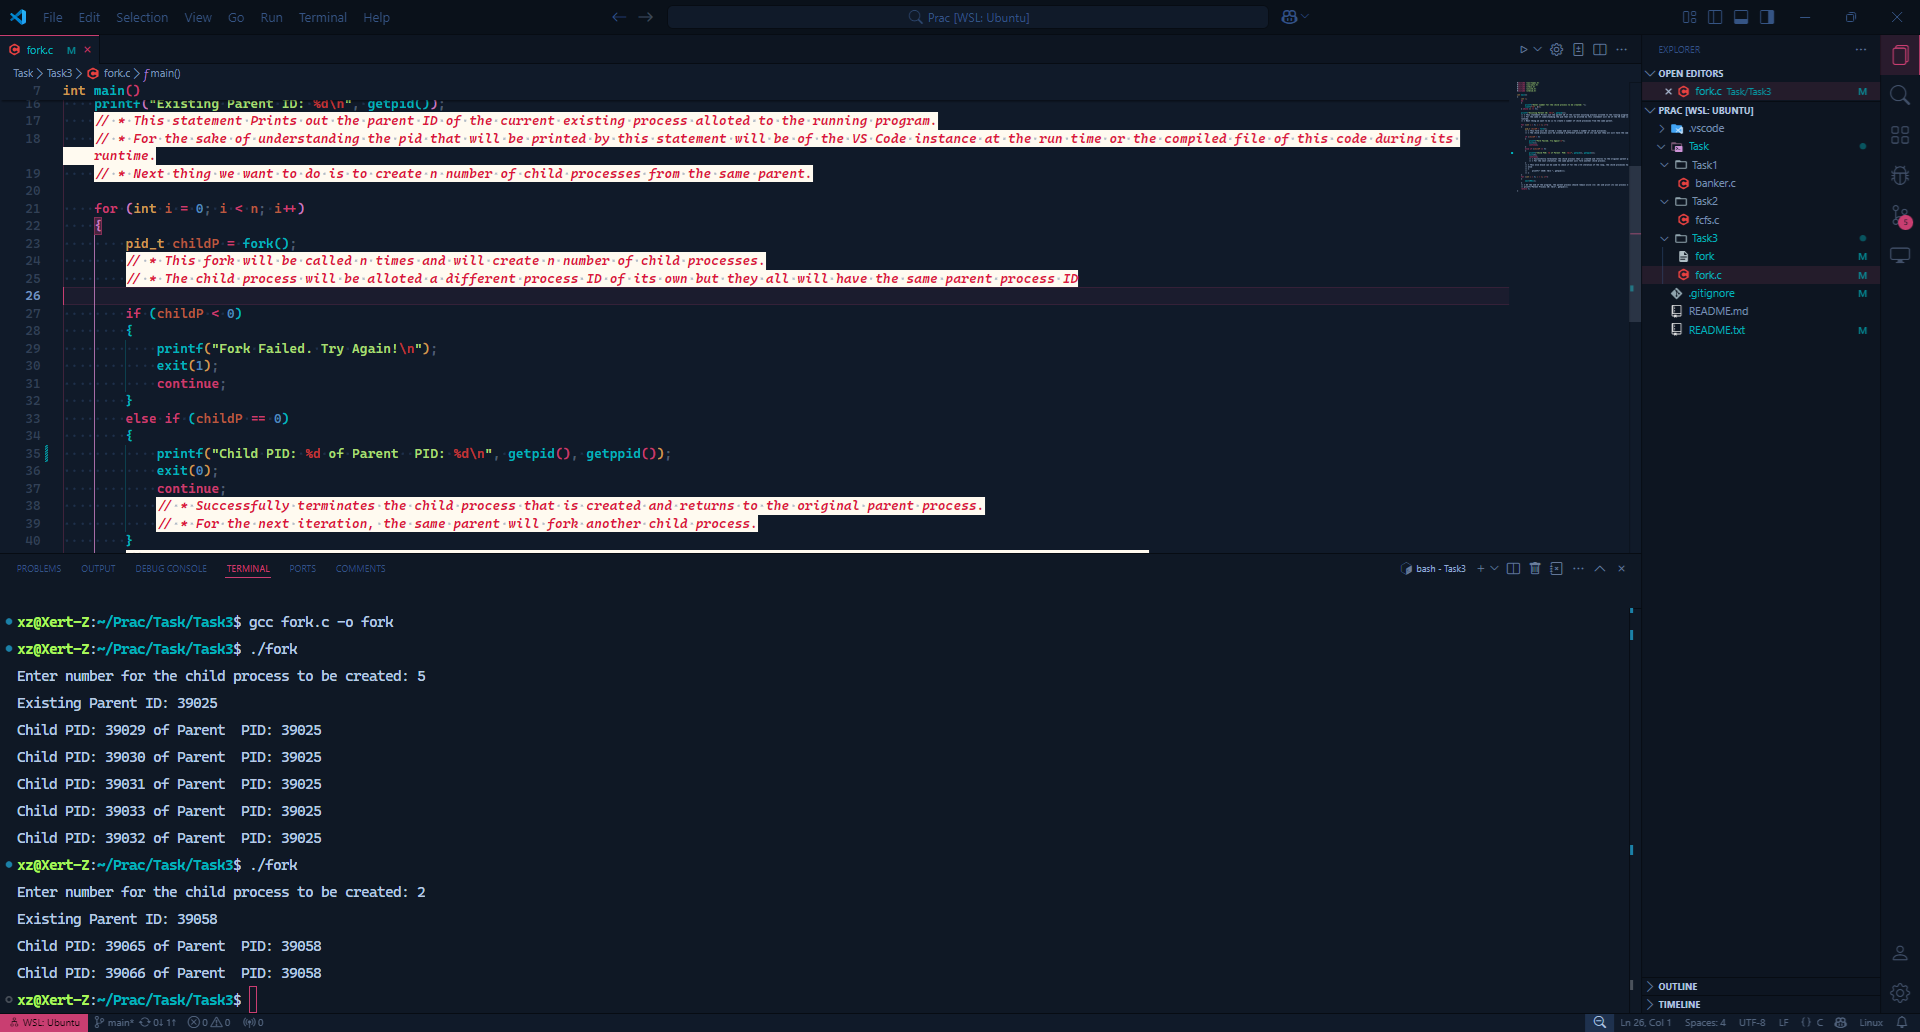 File Edit Selection View Go Run Terminal Help
Prac [WSL: Ubuntu]
fork.c M
Task > Task3 > fork.c > main()
7 int main()
16 printf("Existing Parent ID: %d\n", getpid());
17 // * This statement Prints out the parent ID of the current existing process alloted to the running program.
18 // * For the sake of understanding the pid that will be printed by this statement will be of the VS Code instance at the run time or the compiled file of this code during its
runtime.
19 // * Next thing we want to do is to create n number of child processes from the same parent.
20
21 for (int i = 0; i < n; i++)
22 {
23 pid_t childP = fork();
24 // * This fork will be called n times and will create n number of child processes.
25 // * The child process will be alloted a different process ID of its own but they all will have the same parent process ID
26
27 if (childP < 0)
28 {
29 printf("Fork Failed. Try Again!\n");
30 exit(1);
31 continue;
32 }
33 else if (childP == 0)
34 {
35 printf("Child PID: %d of Parent  PID: %d\n", getpid(), getppid());
36 exit(0);
37 continue;
38 // * Successfully terminates the child process that is created and returns to the original parent process.
39 // * For the next iteration, the same parent will fork another child process.
40 }
PROBLEMS OUTPUT DEBUG CONSOLE TERMINAL PORTS COMMENTS
bash - Task3
xz@Xert-Z:~/Prac/Task/Task3$ gcc fork.c -o fork
xz@Xert-Z:~/Prac/Task/Task3$ ./fork
Enter number for the child process to be created: 5
Existing Parent ID: 39025
Child PID: 39029 of Parent  PID: 39025
Child PID: 39030 of Parent  PID: 39025
Child PID: 39031 of Parent  PID: 39025
Child PID: 39033 of Parent  PID: 39025
Child PID: 39032 of Parent  PID: 39025
xz@Xert-Z:~/Prac/Task/Task3$ ./fork
Enter number for the child process to be created: 2
Existing Parent ID: 39058
Child PID: 39065 of Parent  PID: 39058
Child PID: 39066 of Parent  PID: 39058
xz@Xert-Z:~/Prac/Task/Task3$
EXPLORER
OPEN EDITORS
fork.c Task/Task3 M
PRAC [WSL: UBUNTU]
.vscode
Task
Task1
banker.c
Task2
fcfs.c
Task3
fork M
fork.c M
.gitignore M
README.md
README.txt M
OUTLINE
TIMELINE
5
WSL: Ubuntu main* 0↓ 1↑ 0 0 0
Ln 26, Col 1 Spaces: 4 UTF-8 LF {} C Linux